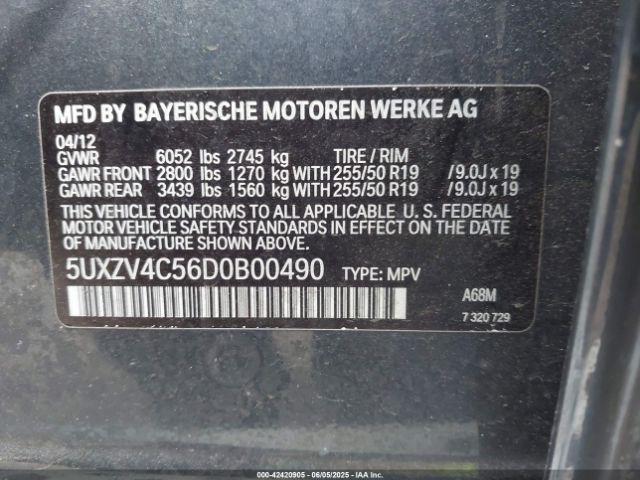 MFD BY BAYERISCHE MOTOREN WERKE AG
04/12
GVWR 6052 lbs 2745 kg TIRE / RIM
GAWR FRONT 2800 lbs 1270 kg WITH 255/50 R19 /9.0J x 19
GAWR REAR 3439 lbs 1560 kg WITH 255/50 R19 /9.0J x 19
THIS VEHICLE CONFORMS TO ALL APPLICABLE U. S. FEDERAL
MOTOR VEHICLE SAFETY STANDARDS IN EFFECT ON THE
DATE OF MANUFACTURE SHOWN ABOVE.
5UXZV4C56D0B00490 TYPE: MPV
A68M
7 320 729
000-42420905 - 06/05/2025 - COPYRIGHT IAA, LLC.